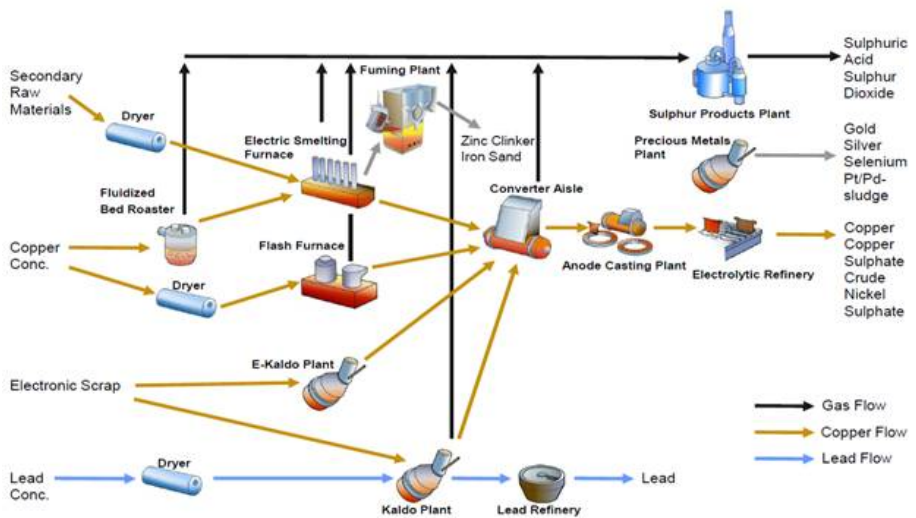 Secondary
Raw
Materials
Dryer
Fluidized
Bed Roaster
Copper
Conc.
Dryer
Electric Smelting
Furnace
Fuming Plant
Zinc Clinker
Iron Sand
Flash Furnace
Converter Aisle
Anode Casting Plant
Electrolytic Refinery
Sulphur Products Plant
Precious Metals
Plant
Sulphuric
Acid
Sulphur
Dioxide
Gold
Silver
Selenium
Pt/Pd-
sludge
Copper
Copper
Sulphate
Crude
Nickel
Sulphate
Electronic Scrap
E-Kaldo Plant
Lead
Conc.
Dryer
Kaldo Plant
Lead Refinery
Lead
Gas Flow
Copper Flow
Lead Flow